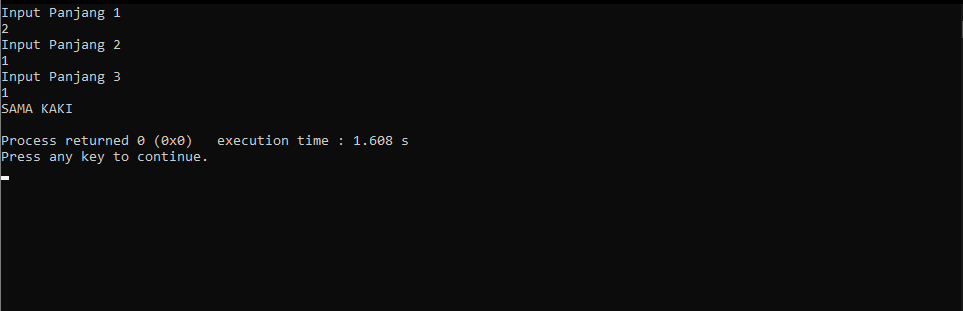 Input Panjang 1
2
Input Panjang 2
1
Input Panjang 3
1
SAMA KAKI
Process returned 0 (0x0)   execution time : 1.608 s
Press any key to continue.